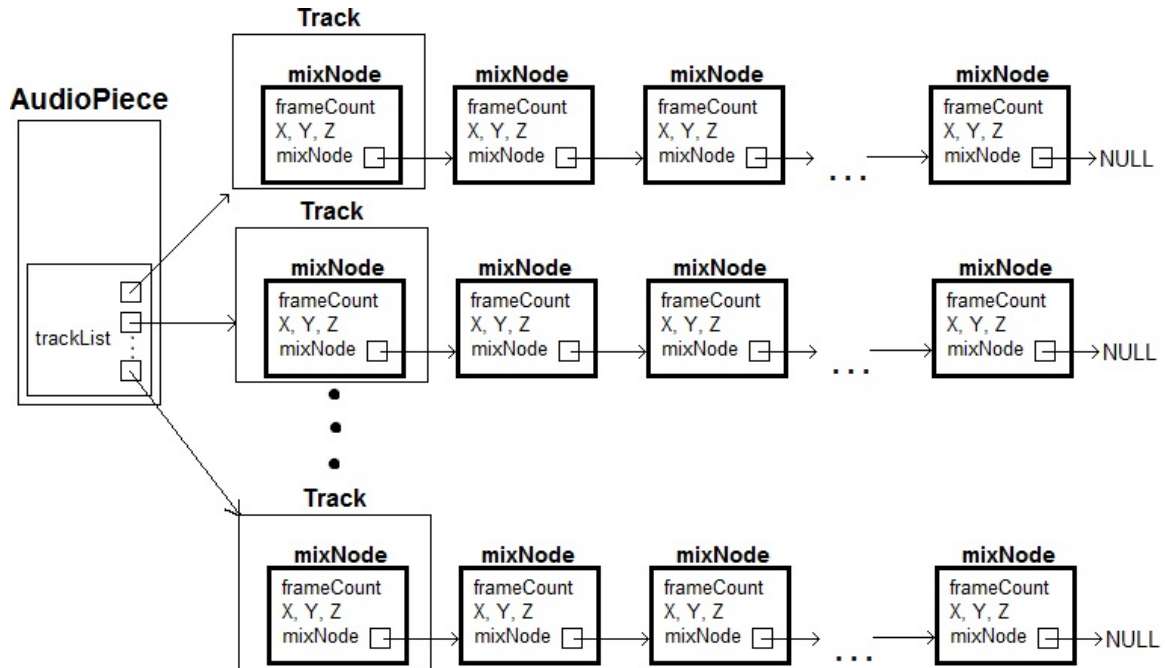 Track
AudioPiece
mixNode mixNode mixNode mixNode
frameCount frameCount frameCount frameCount
X, Y, Z X, Y, Z X, Y, Z X, Y, Z
mixNode mixNode mixNode ... mixNode NULL
Track
mixNode mixNode mixNode mixNode
frameCount frameCount frameCount frameCount
X, Y, Z X, Y, Z X, Y, Z X, Y, Z
trackList
mixNode mixNode mixNode ... mixNode NULL
Track
mixNode mixNode mixNode mixNode
frameCount frameCount frameCount frameCount
X, Y, Z X, Y, Z X, Y, Z X, Y, Z
mixNode mixNode mixNode ... mixNode NULL